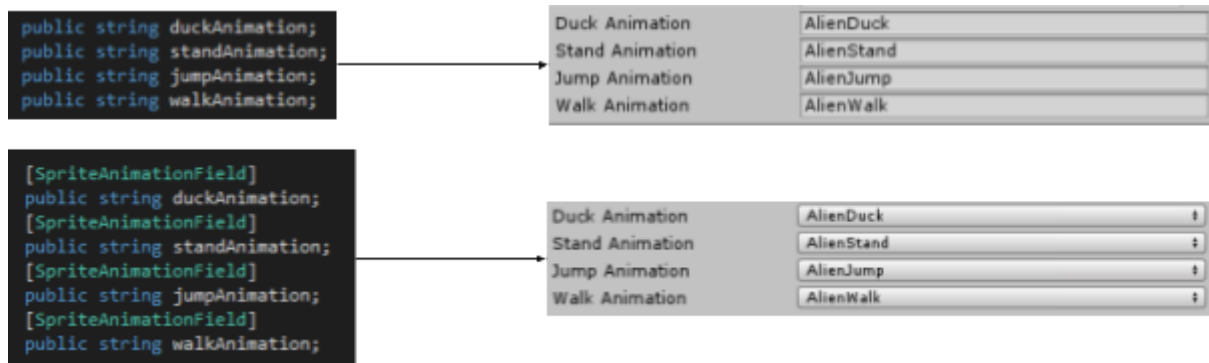 public string duckAnimation;
public string standAnimation;
public string jumpAnimation;
public string walkAnimation;
Duck Animation AlienDuck
Stand Animation AlienStand
Jump Animation AlienJump
Walk Animation AlienWalk
[SpriteAnimationField]
public string duckAnimation;
[SpriteAnimationField]
public string standAnimation;
[SpriteAnimationField]
public string jumpAnimation;
[SpriteAnimationField]
public string walkAnimation;
Duck Animation AlienDuck
Stand Animation AlienStand
Jump Animation AlienJump
Walk Animation AlienWalk